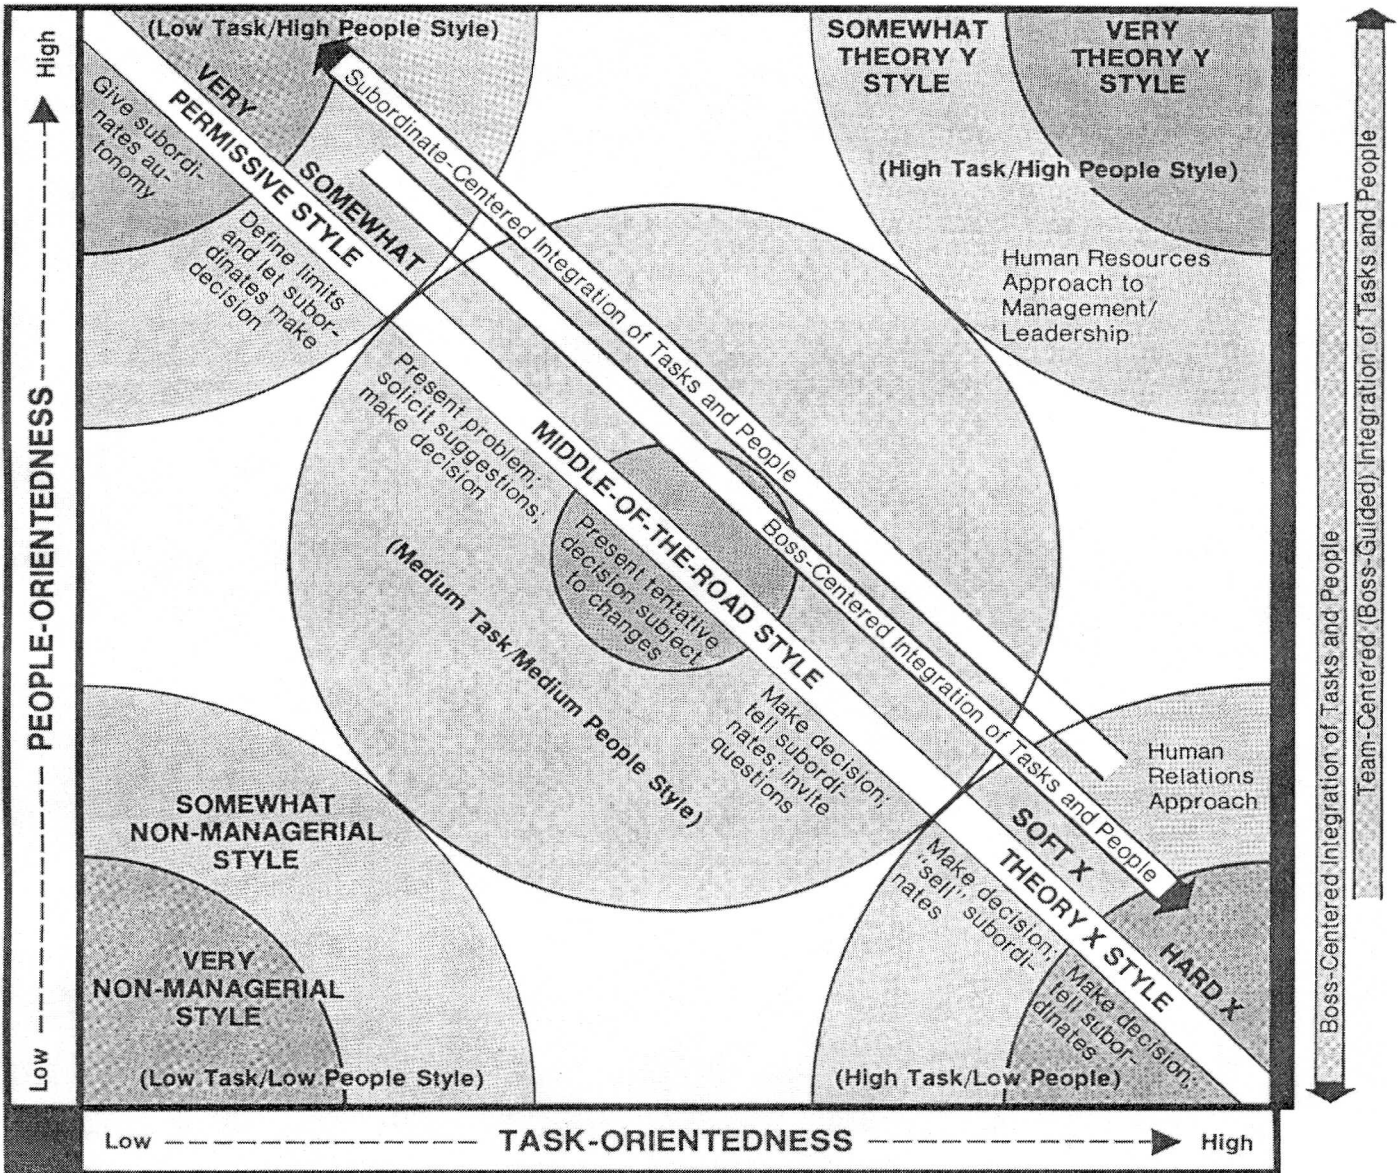 (Low Task/High People Style)
VERY
PERMISSIVE STYLE
SOMEWHAT
Give subordi-
nates au-
tonomy
Define limits
and let subor-
dinates make
decision
Subordinate-Centered Integration of Tasks and People
SOMEWHAT
THEORY Y
STYLE
VERY
THEORY Y
STYLE
(High Task/High People Style)
Human Resources
Approach to
Management/
Leadership
Present problem;
solicit suggestions;
make decision
MIDDLE-OF-THE-ROAD STYLE
Present tentative
decision subject
to changes
(Medium Task/Medium People Style)
Make decision;
tell subordi-
nates; invite
questions
Boss-Centered Integration of Tasks and People
Human
Relations
Approach
SOFT X
THEORY X STYLE
HARD X
Make decision;
"sell" subordi-
nates
Make decision;
tell subor-
dinates
(High Task/Low People)
SOMEWHAT
NON-MANAGERIAL
STYLE
VERY
NON-MANAGERIAL
STYLE
(Low Task/Low People Style)
Low
PEOPLE-ORIENTEDNESS
High
Low
TASK-ORIENTEDNESS
High
Boss-Centered Integration of Tasks and People
Team-Centered (Boss-Guided) Integration of Tasks and People